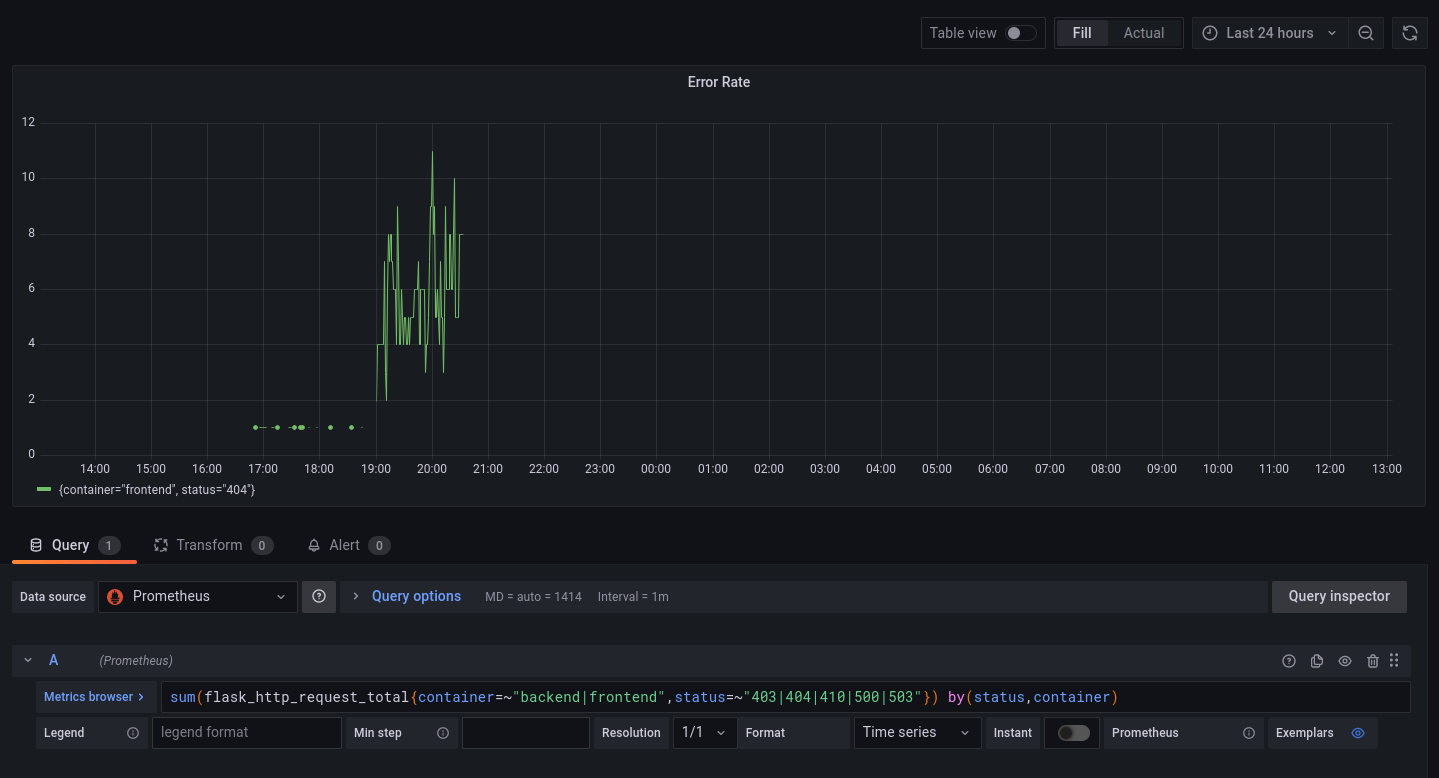 Table view Fill Actual Last 24 hours
Error Rate
12
10
8
6
4
2
0
14:00 15:00 16:00 17:00 18:00 19:00 20:00 21:00 22:00 23:00 00:00 01:00 02:00 03:00 04:00 05:00 06:00 07:00 08:00 09:00 10:00 11:00 12:00 13:00
{container="frontend", status="404"}
Query 1 Transform 0 Alert 0
Data source Prometheus Query options MD = auto = 1414 Interval = 1m Query inspector
A (Prometheus)
Metrics browser sum(flask_http_request_total{container=~"backend|frontend",status=~"403|404|410|500|503"}) by(status,container)
Legend legend format Min step Resolution 1/1 Format Time series Instant Prometheus Exemplars